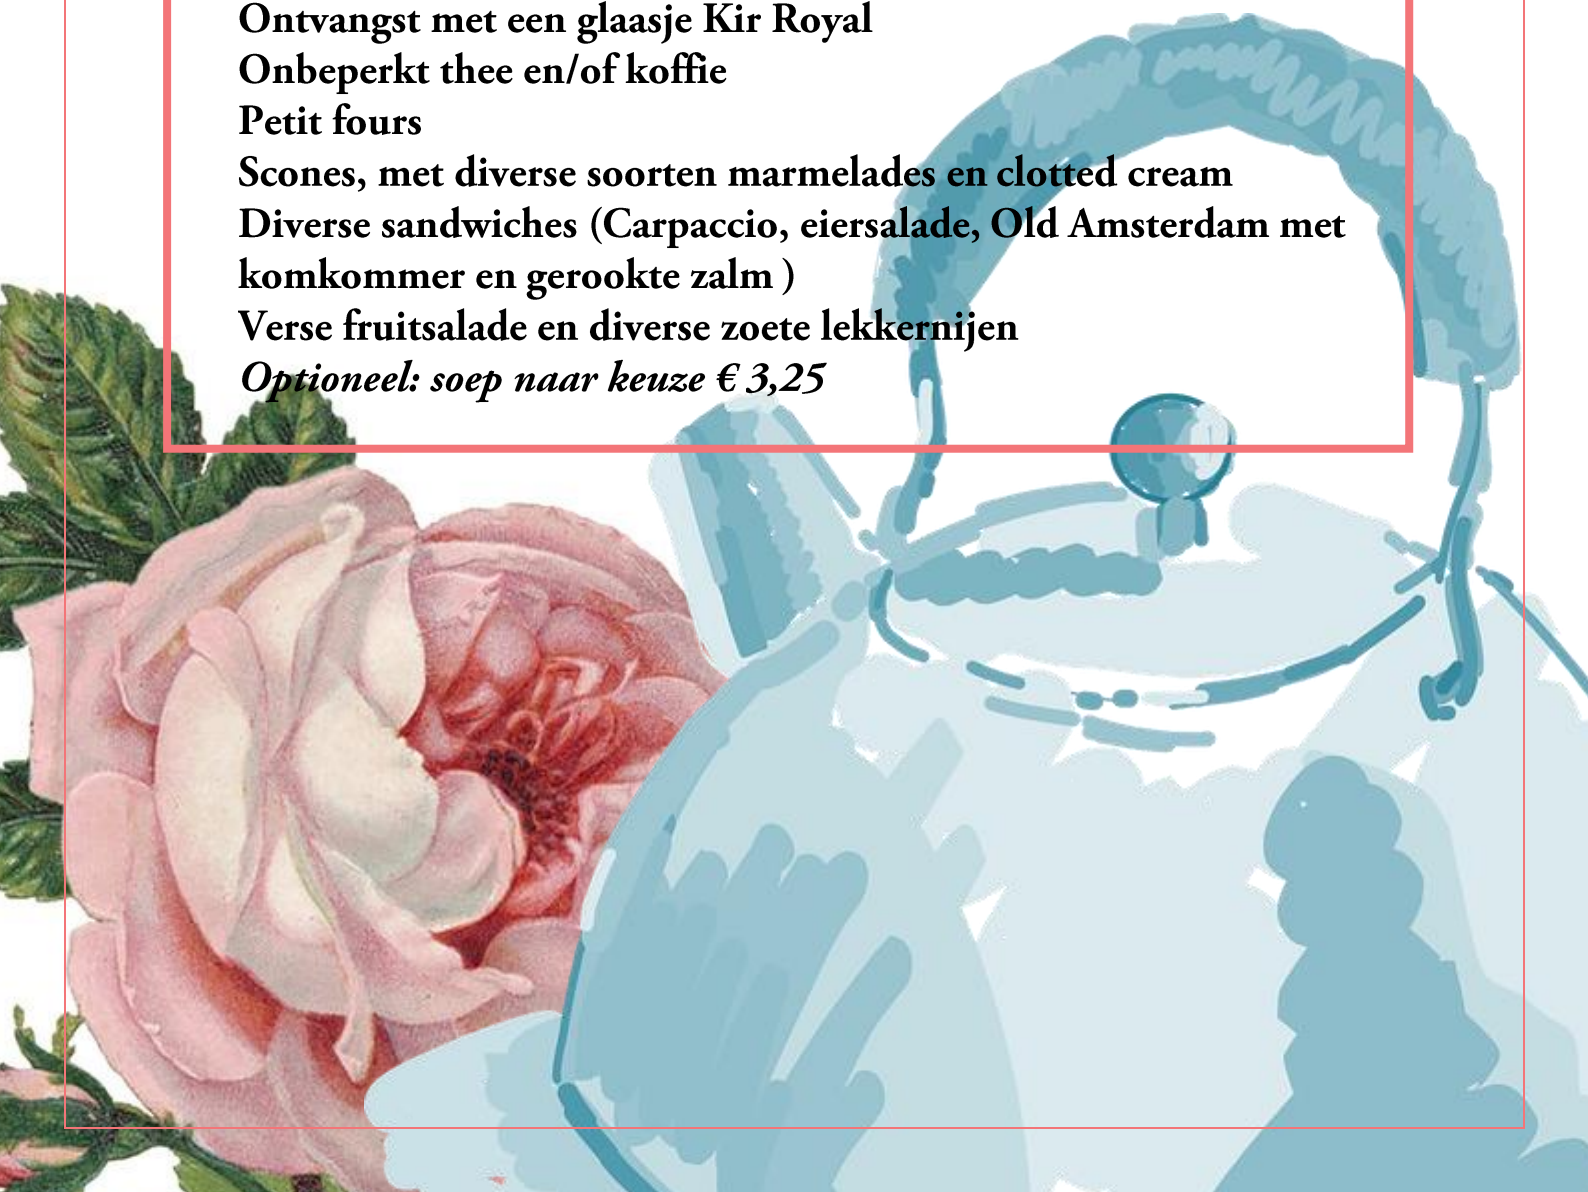 Ontvangst met een glaasje Kir Royal
Onbeperkt thee en/of koffie
Petit fours
Scones, met diverse soorten marmelades en clotted cream
Diverse sandwiches (Carpaccio, eiersalade, Old Amsterdam met
komkommer en gerookte zalm )
Verse fruitsalade en diverse zoete lekkernijen
Optioneel: soep naar keuze € 3,25